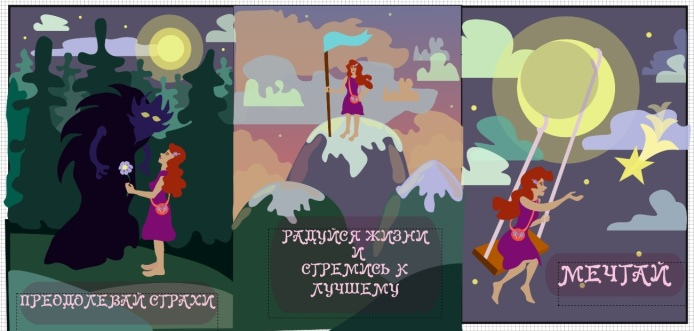 ПРЕОДОЛЕВАЙ СТРАХИ
РАДУЙСЯ ЖИЗНИ
И
СТРЕМИСЬ К
ЛУЧШЕМУ
МЕЧТАЙ